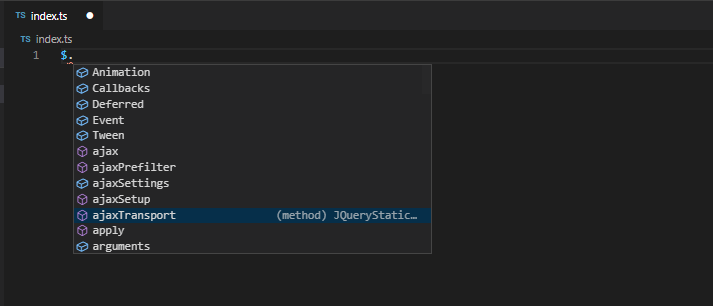 TS index.ts
TS index.ts
1 $.
Animation
Callbacks
Deferred
Event
Tween
ajax
ajaxPrefilter
ajaxSettings
ajaxSetup
ajaxTransport (method) JQueryStatic…
apply
arguments